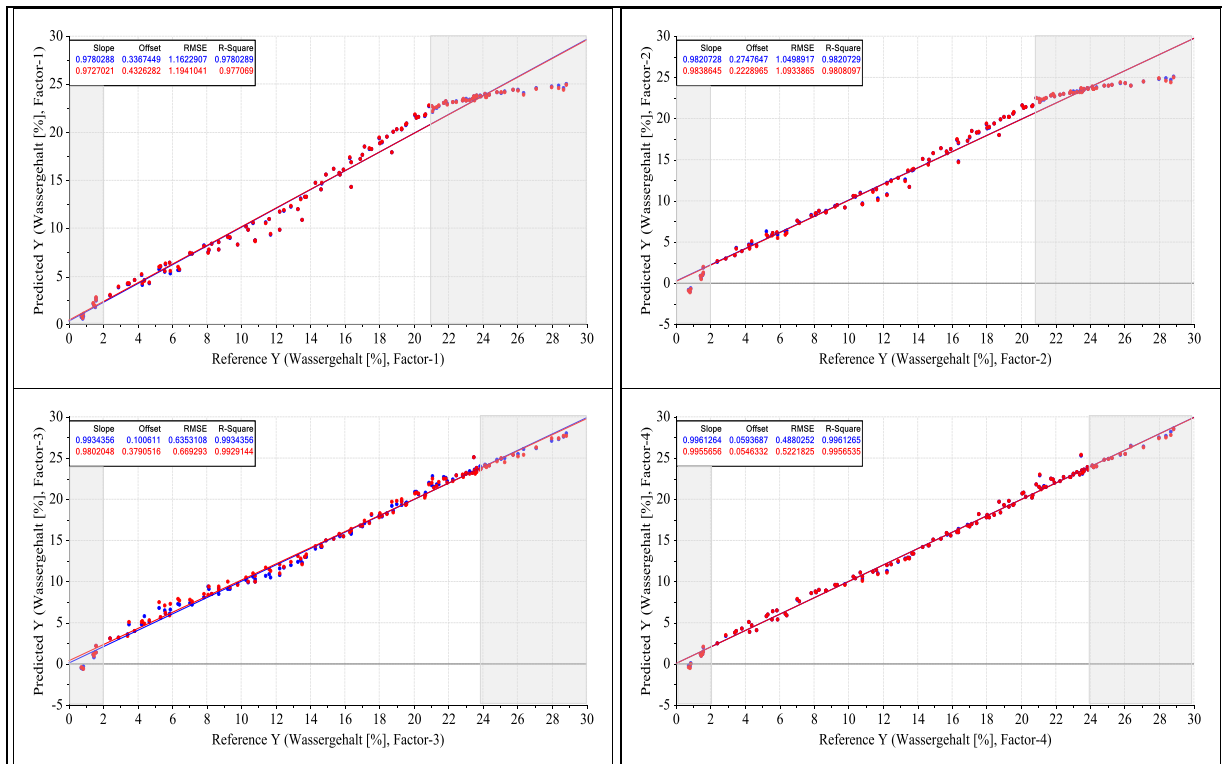 Slope Offset RMSE R-Square
0.9780288 0.3367449 1.1622907 0.9780289
0.9727021 0.4326282 1.1941041 0.977069
Predicted Y (Wassergehalt [%], Factor-1)
30
25
20
15
10
5
0
0 2 4 6 8 10 12 14 16 18 20 22 24 26 28 30
Reference Y (Wassergehalt [%], Factor-1)
Slope Offset RMSE R-Square
0.9820728 0.2747647 1.0498917 0.9820729
0.9838645 0.2228965 1.0933865 0.9808097
Predicted Y (Wassergehalt [%], Factor-2)
30
25
20
15
10
5
0
-5
0 2 4 6 8 10 12 14 16 18 20 22 24 26 28 30
Reference Y (Wassergehalt [%], Factor-2)
Slope Offset RMSE R-Square
0.9934356 0.100611 0.6353108 0.9934356
0.9802048 0.3790516 0.669293 0.9929144
Predicted Y (Wassergehalt [%], Factor-3)
30
25
20
15
10
5
0
-5
0 2 4 6 8 10 12 14 16 18 20 22 24 26 28 30
Reference Y (Wassergehalt [%], Factor-3)
Slope Offset RMSE R-Square
0.9961264 0.0593687 0.4880252 0.9961265
0.9955656 0.0546332 0.5221825 0.9956535
Predicted Y (Wassergehalt [%], Factor-4)
30
25
20
15
10
5
0
-5
0 2 4 6 8 10 12 14 16 18 20 22 24 26 28 30
Reference Y (Wassergehalt [%], Factor-4)